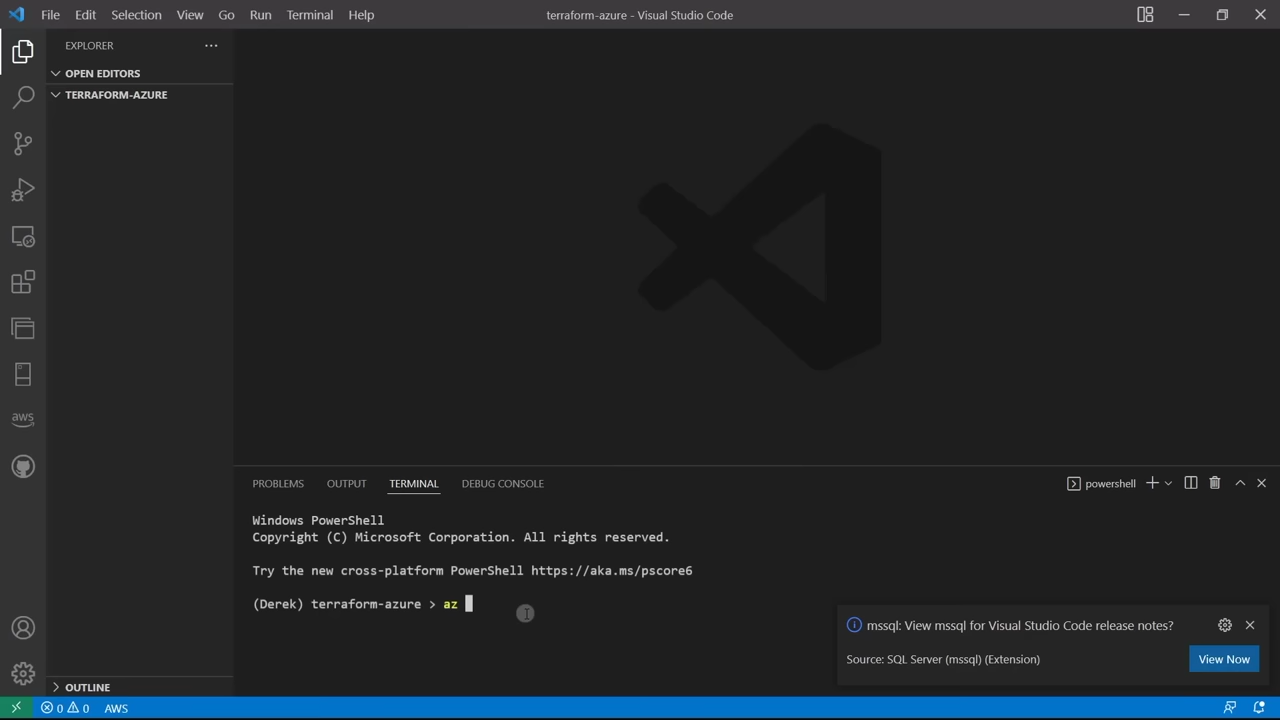 File Edit Selection View Go Run Terminal Help
terraform-azure - Visual Studio Code
EXPLORER
OPEN EDITORS
TERRAFORM-AZURE
aws
OUTLINE
PROBLEMS OUTPUT TERMINAL DEBUG CONSOLE
powershell
Windows PowerShell
Copyright (C) Microsoft Corporation. All rights reserved.
Try the new cross-platform PowerShell https://aka.ms/pscore6
(Derek) terraform-azure > az
mssql: View mssql for Visual Studio Code release notes?
Source: SQL Server (mssql) (Extension)
View Now
0 0 AWS